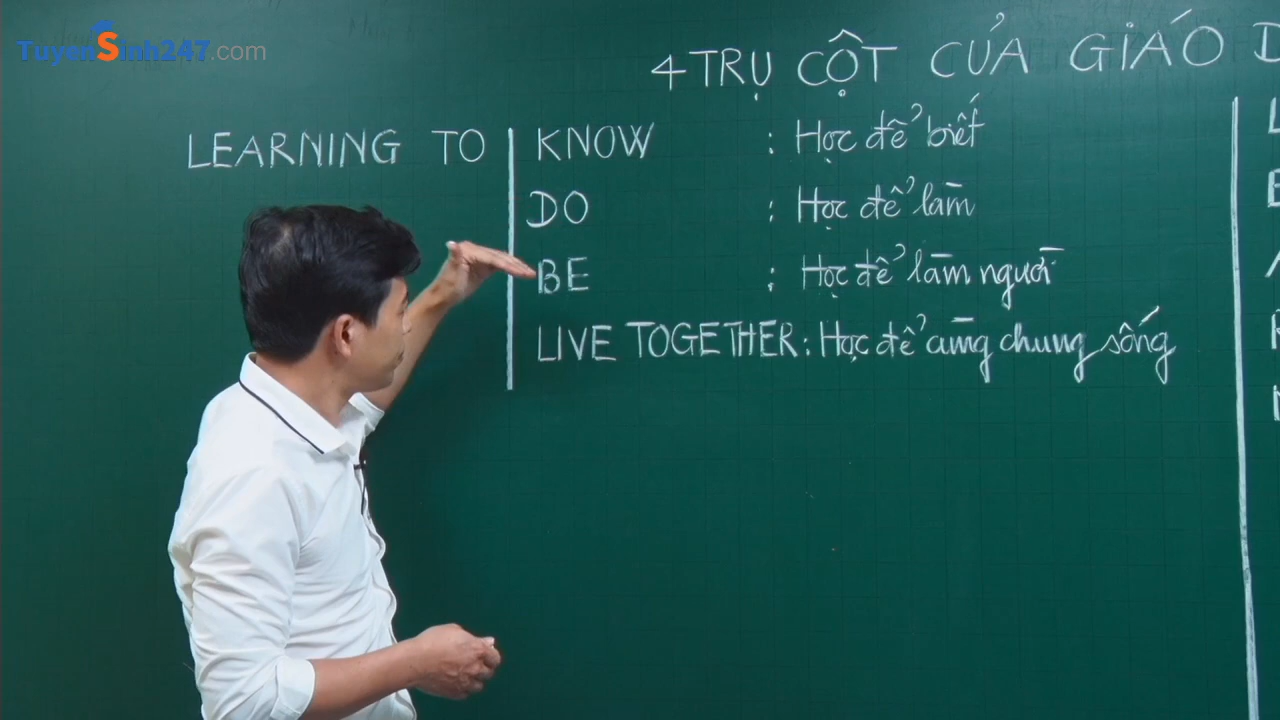 TuyenSinh247.com
4 TRỤ CỘT CỦA GIÁO
LEARNING TO
KNOW : Học để biết
DO : Học để làm
BE : Học để làm người
LIVE TOGETHER : Học để cùng chung sống